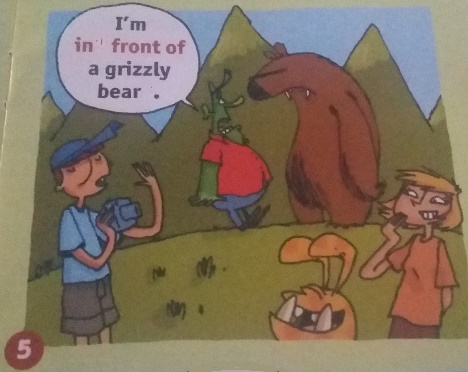 I'm
in front of
a grizzly
bear .
5